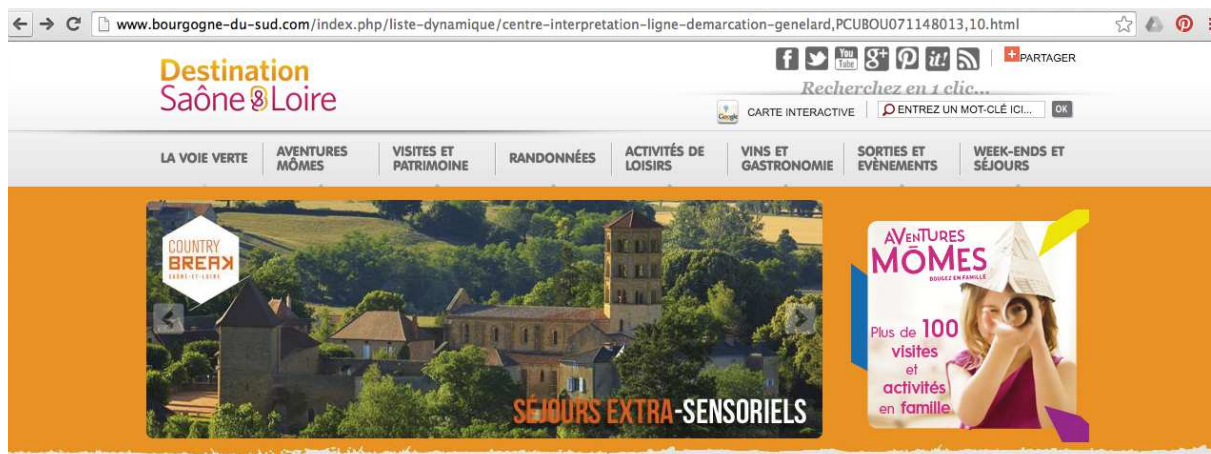 www.bourgogne-du-sud.com/index.php/liste-dynamique/centre-interpretation-ligne-demarcation-genelard,PCUBOU071148013,10.html
Destination
Saône & Loire
f You Tube g+ it! PARTAGER
Recherchez en 1 clic...
Google CARTE INTERACTIVE ENTREZ UN MOT-CLÉ ICI... OK
LA VOIE VERTE
AVENTURES
MÔMES
VISITES ET
PATRIMOINE
RANDONNÉES
ACTIVITÉS DE
LOISIRS
VINS ET
GASTRONOMIE
SORTIES ET
EVÈNEMENTS
WEEK-ENDS ET
SÉJOURS
COUNTRY
BREAK
SAÔNE-ET-LOIRE
SÉJOURS EXTRA-SENSORIELS
AVENTURES
MÔMES
BOUGEZ EN FAMILLE
Plus de 100
visites
et
activités
en famille